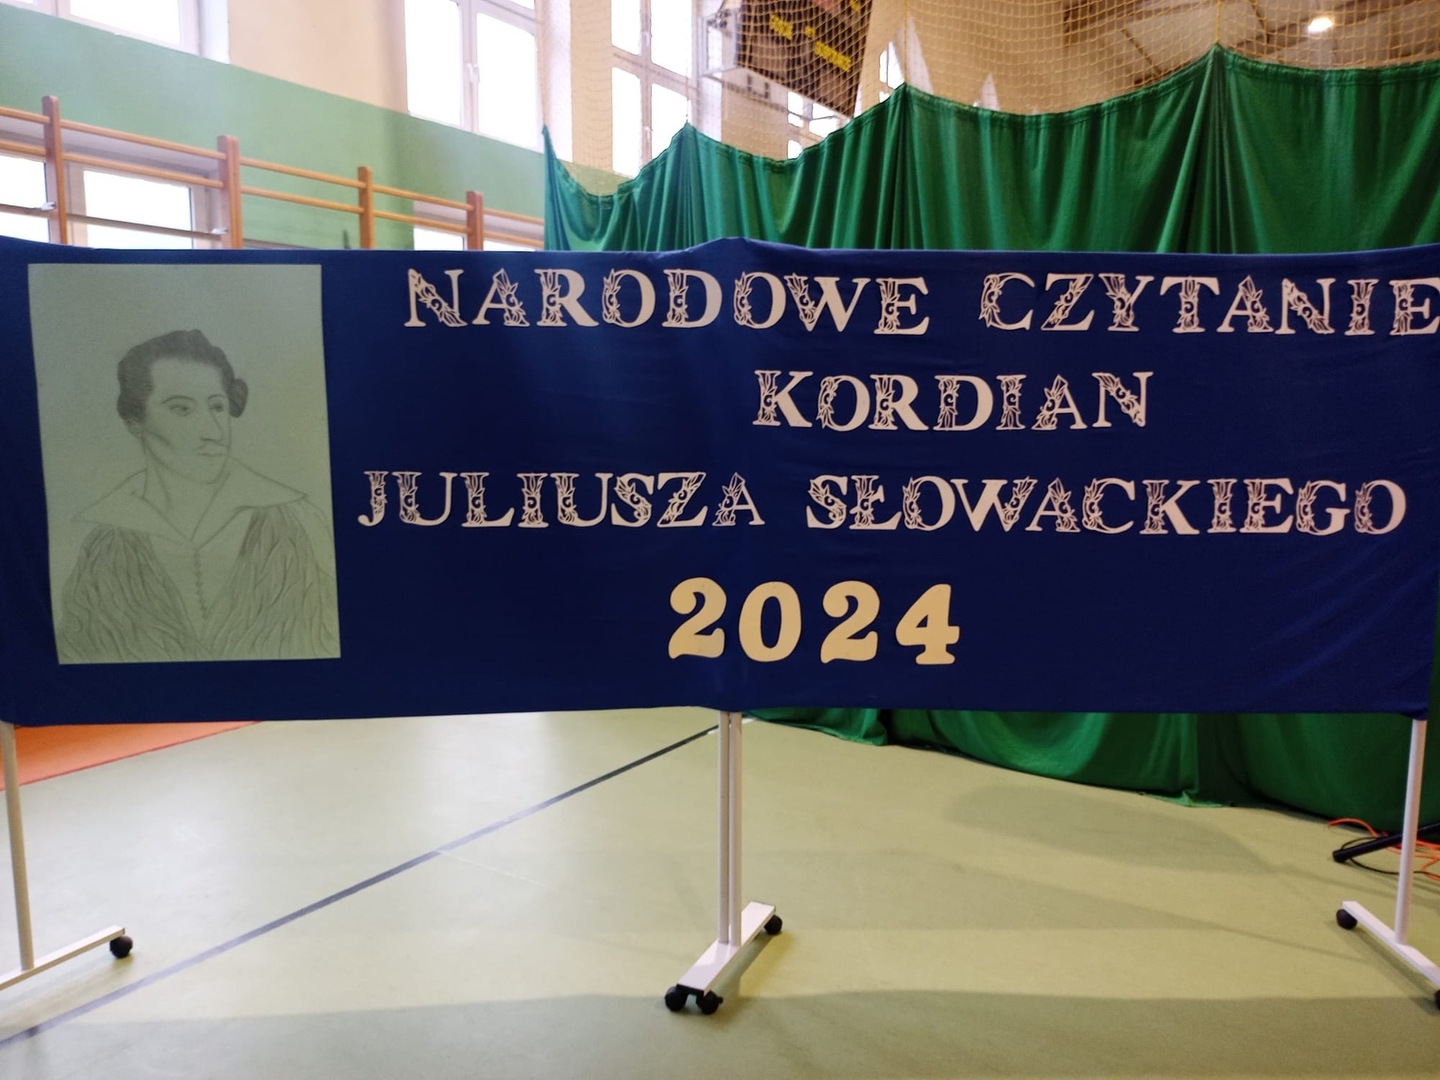 NARODOWE CZYTANIE
KORDIAN
JULIUSZA SŁOWACKIEGO
2024